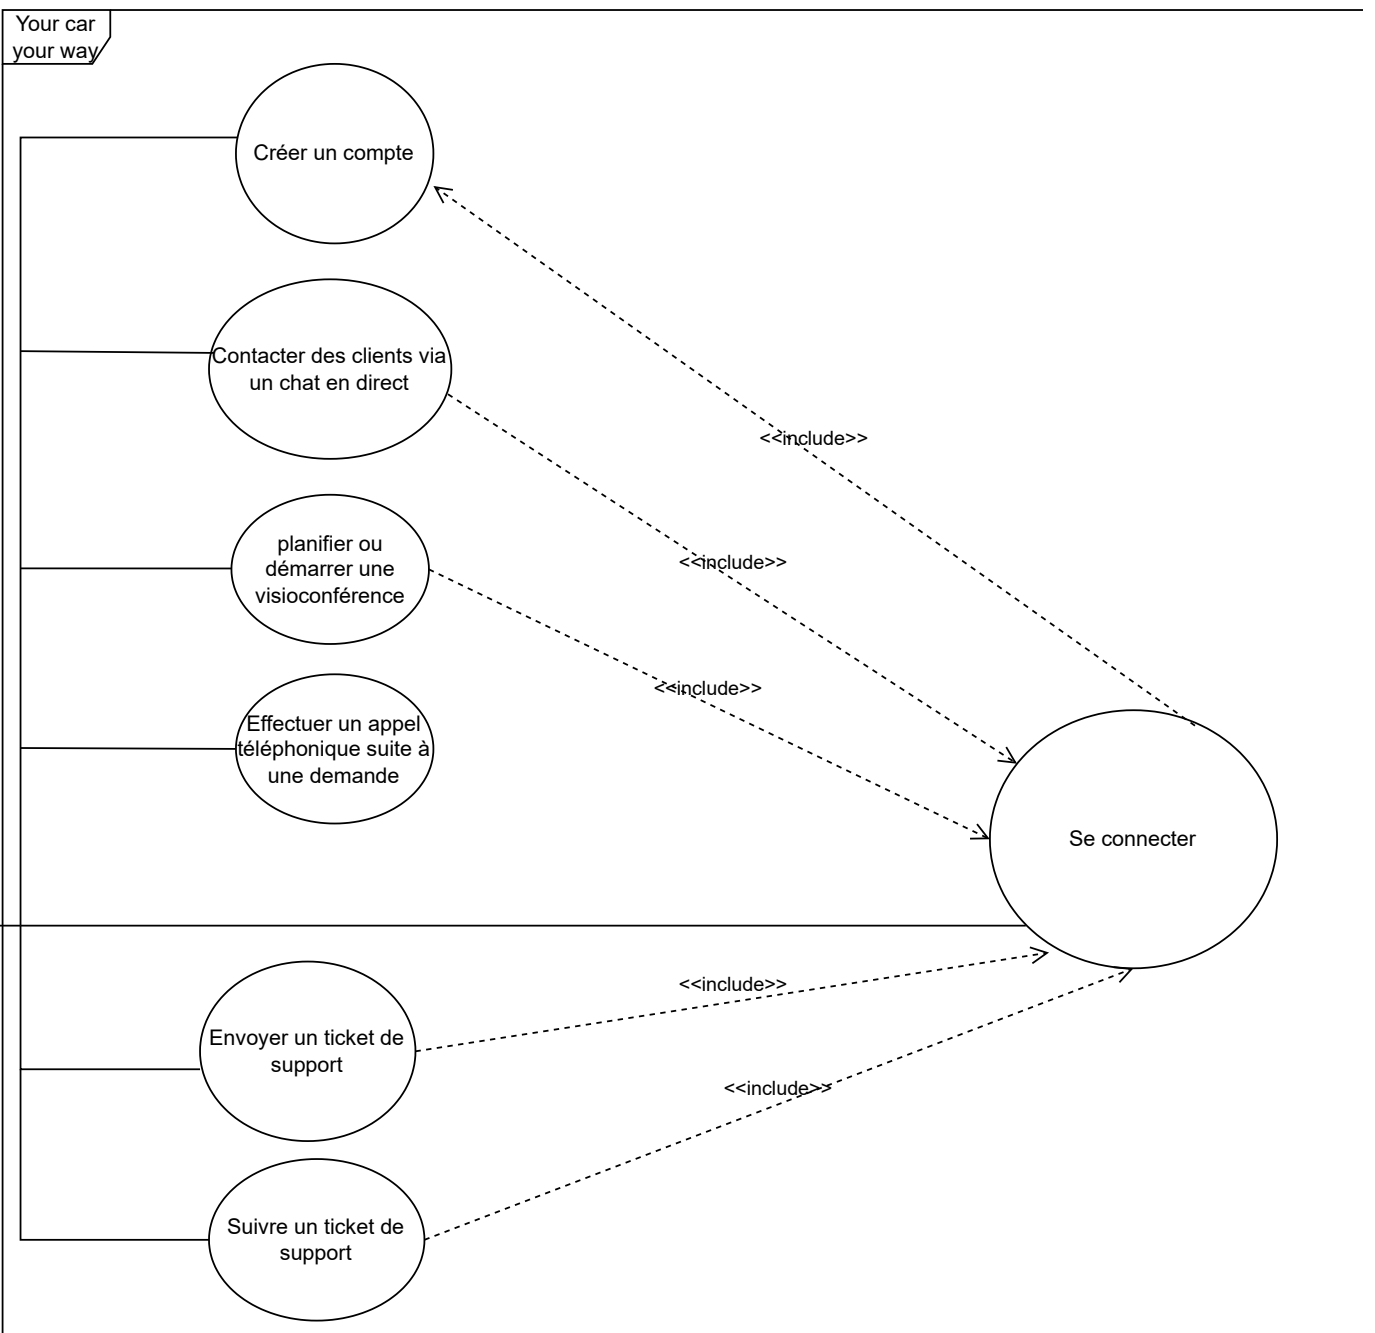 Your car
your way
Créer un compte
Contacter des clients via
un chat en direct
<<include>>
<<include>>
planifier ou
démarrer une
visioconférence
<<include>>
Effectuer un appel
téléphonique suite à
une demande
Se connecter
<<include>>
Envoyer un ticket de
support
<<include>>
Suivre un ticket de
support